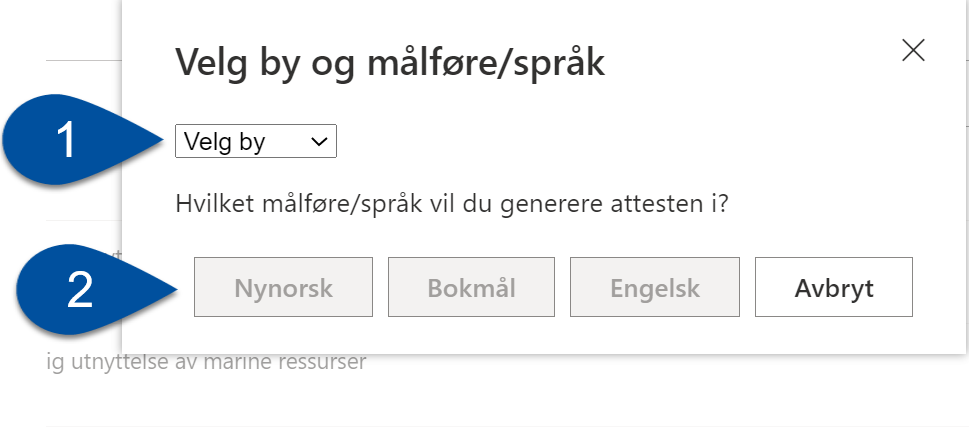 Velg by og målføre/språk
1
Velg by
Hvilket målføre/språk vil du generere attesten i?
2
Nynorsk Bokmål Engelsk Avbryt
ig utnyttelse av marine ressurser